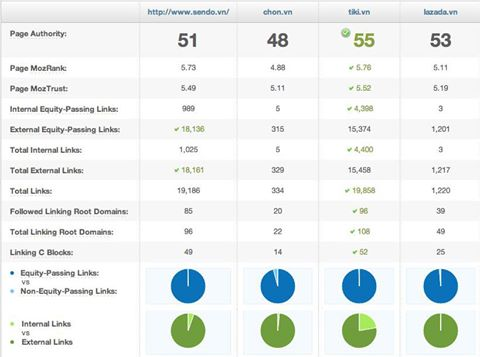 http://www.sendo.vn/ chon.vn tiki.vn lazada.vn
Page Authority: 51 48 55 53
Page MozRank: 5.73 4.88 5.76 5.11
Page MozTrust: 5.49 5.11 5.52 5.19
Internal Equity-Passing Links: 989 5 4,398 3
External Equity-Passing Links: 18,136 315 15,374 1,201
Total Internal Links: 1,025 5 4,400 3
Total External Links: 18,161 329 15,458 1,217
Total Links: 19,186 334 19,858 1,220
Followed Linking Root Domains: 85 20 96 39
Total Linking Root Domains: 96 22 108 49
Linking C Blocks: 49 14 52 25
Equity-Passing Links:
vs
Non-Equity-Passing Links:
Internal Links
vs
External Links